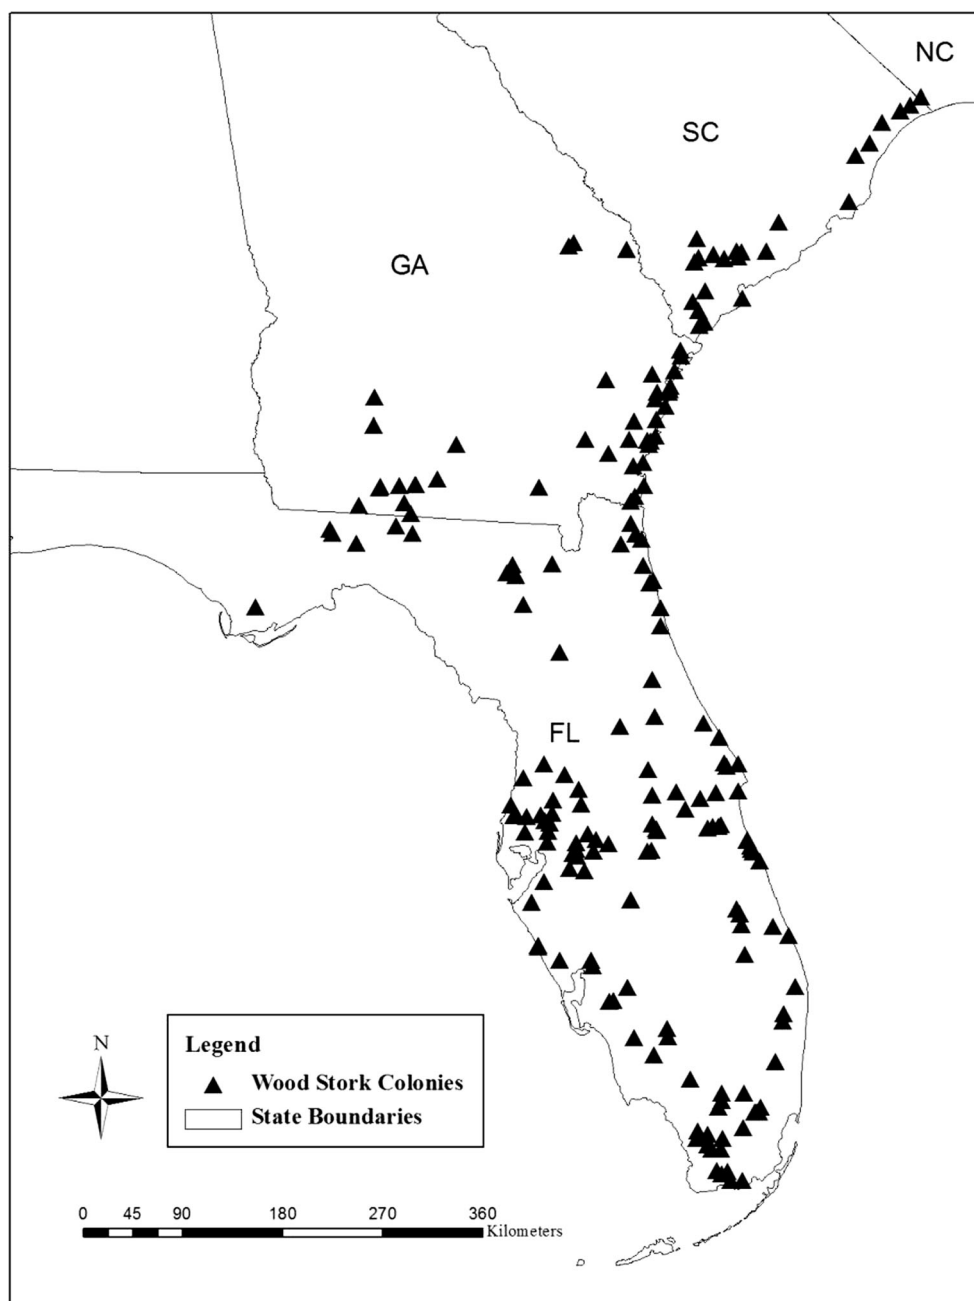 NC
SC
GA
FL
N
Legend
Wood Stork Colonies
State Boundaries
0 45 90 180 270 360
Kilometers